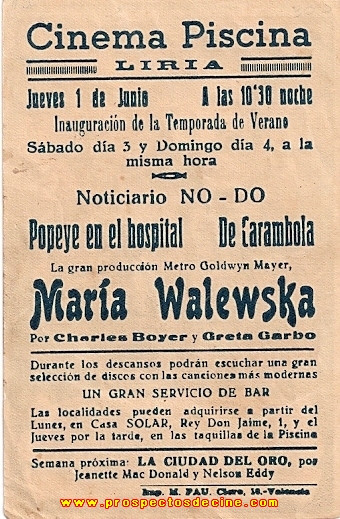 Cinema Piscina
LIRIA
Jueves 1 de Junio A las 10'30 noche
Inauguración de la Temporada de Verano
Sábado día 3 y Domingo día 4, a la
misma hora
Noticiario NO - DO
Popeye en el hospital De Carambola
La gran producción Metro Goldwyn Mayer,
María Walewska
Por Charles Boyer y Greta Garbo
Durante los descansos podrán escuchar una gran
selección de discos con las canciones más modernas
UN GRAN SERVICIO DE BAR
Las localidades pueden adquirirse a partir del
Lunes, en Casa SOLAR, Rey Don Jaime, 1, y el
Jueves por la tarde, en las taquillas de la Piscina
Semana próxima: LA CIUDAD DEL ORO, por
Jeanette Mac Donald y Nelson Eddy
Imp. M. PAU. Clero, 10.-Valencia
www.prospectosdecine.com